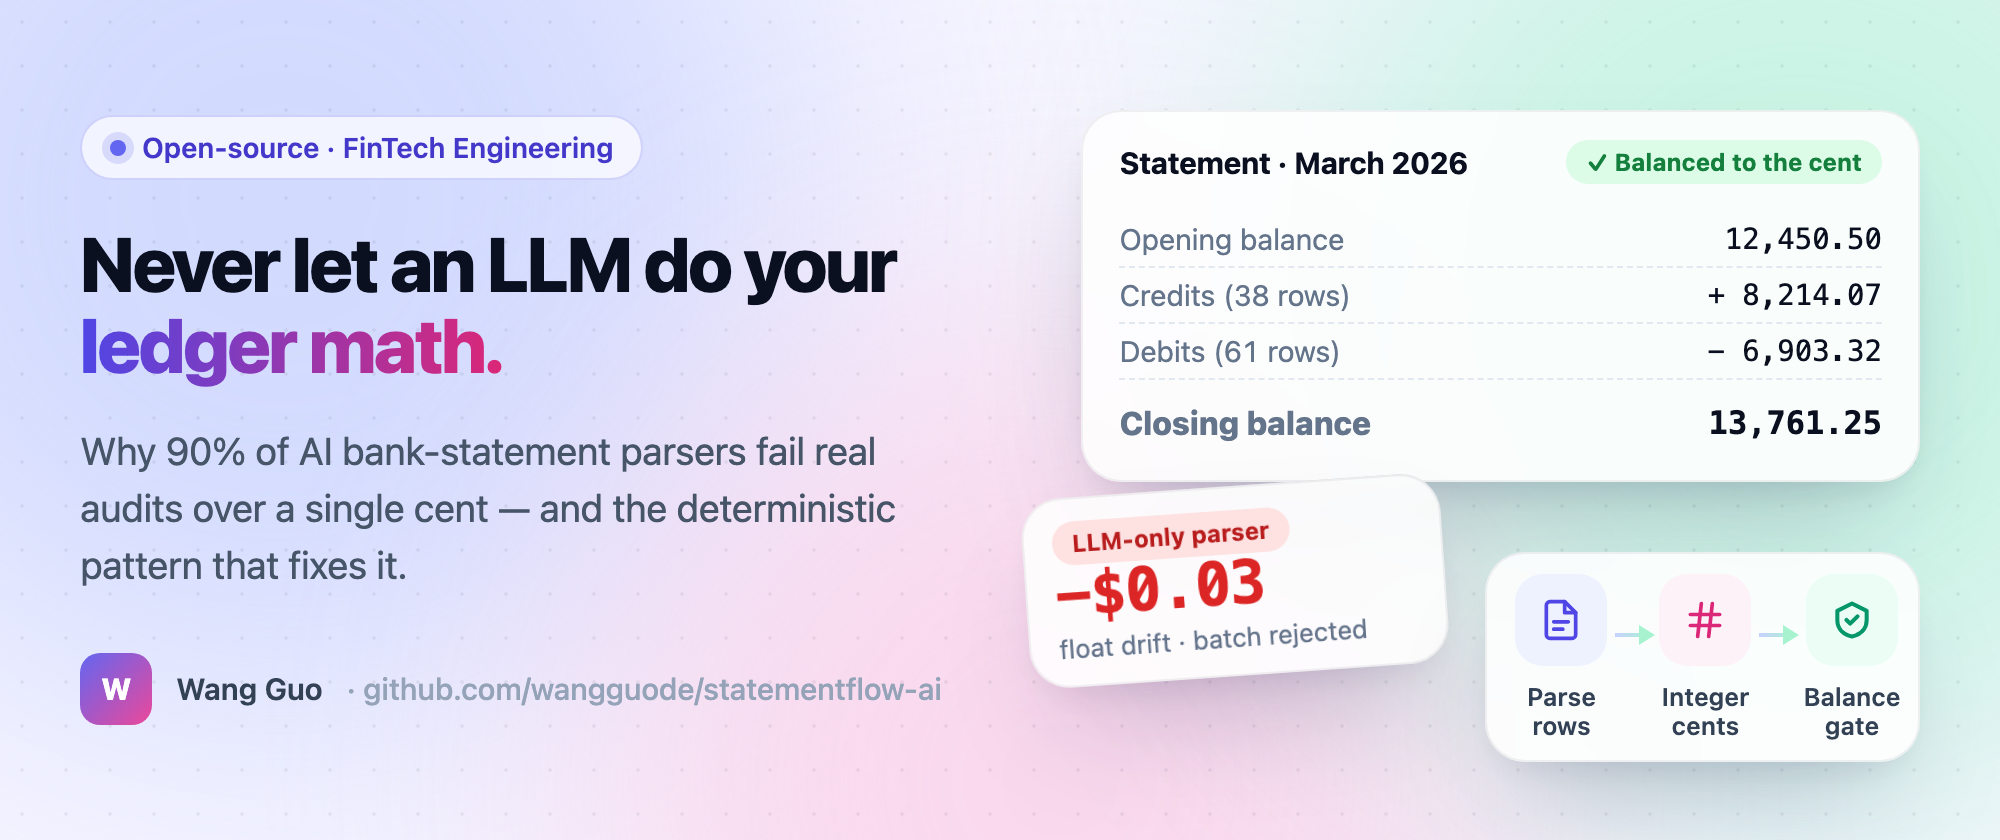 Open-source · FinTech Engineering
Never let an LLM do your
ledger math.
Why 90% of AI bank-statement parsers fail real
audits over a single cent — and the deterministic
pattern that fixes it.
W Wang Guo · github.com/wangguode/statementflow-ai
Statement · March 2026 ✓ Balanced to the cent
Opening balance 12,450.50
Credits (38 rows) + 8,214.07
Debits (61 rows) − 6,903.32
Closing balance 13,761.25
LLM-only parser
−$0.03
float drift · batch rejected
Parse rows
Integer cents
Balance gate